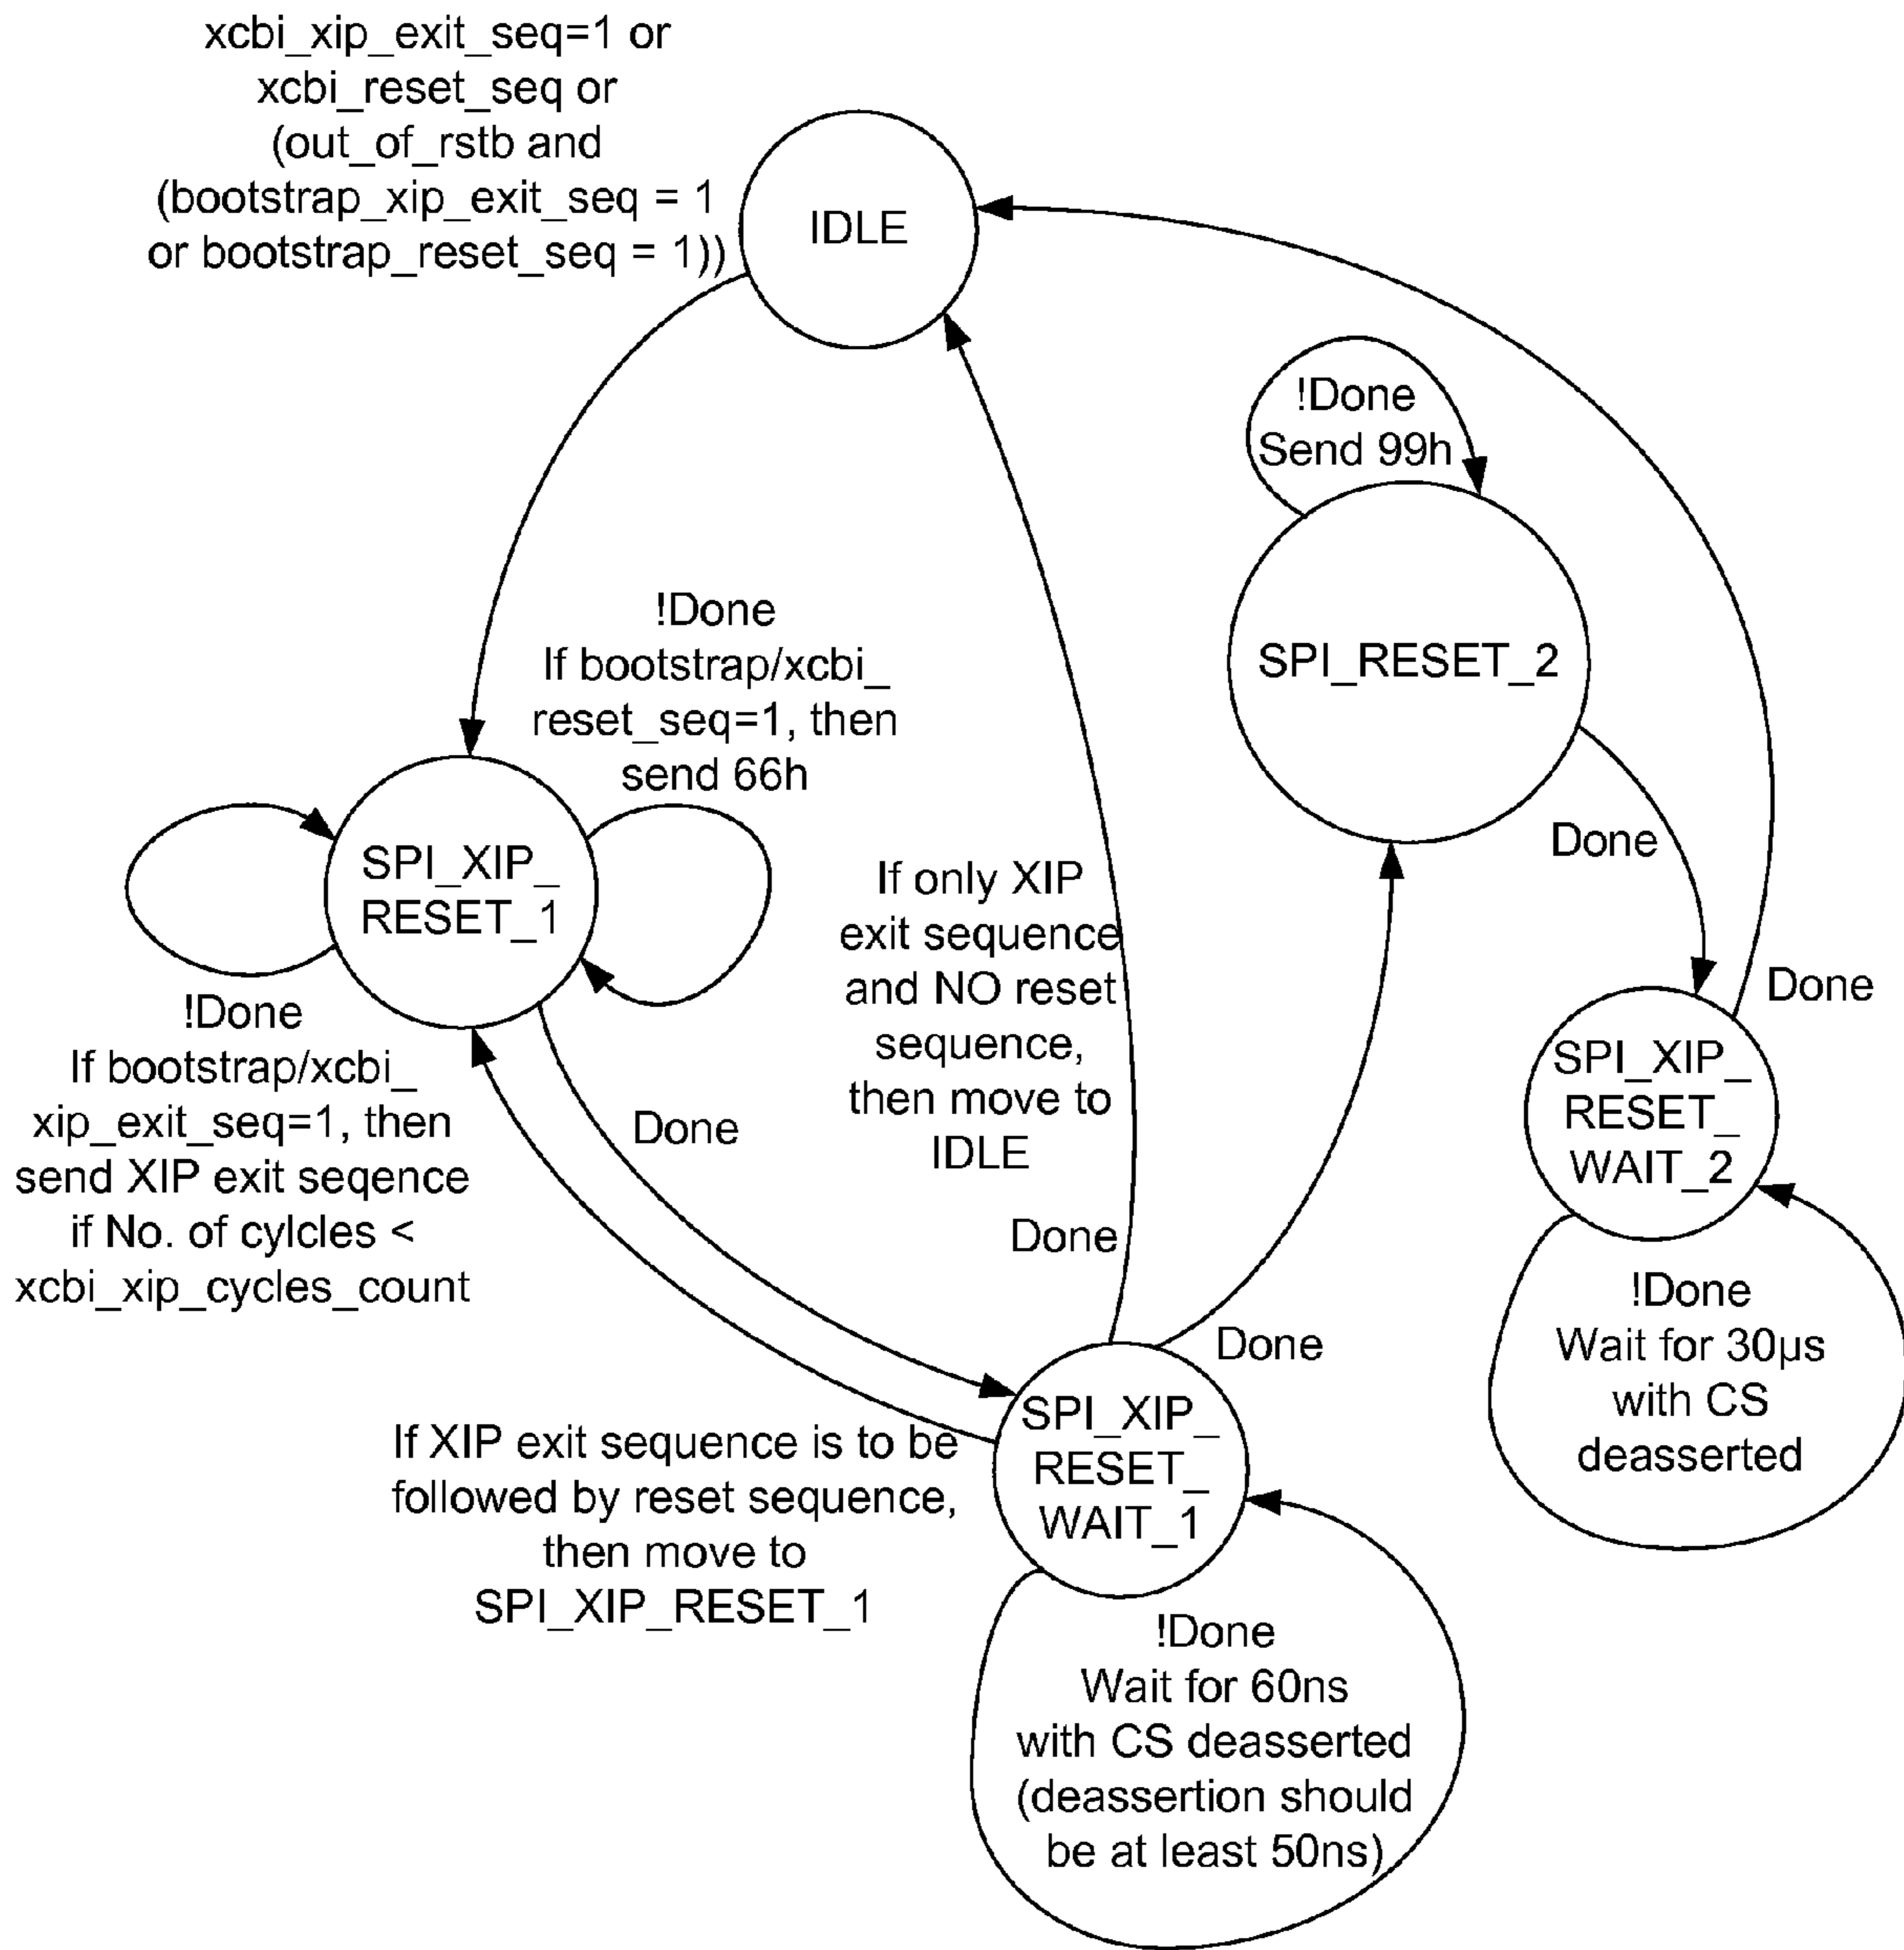 xcbi_xip_exit_seq=1 or
xcbi_reset_seq or
(out_of_rstb and
(bootstrap_xip_exit_seq = 1
or bootstrap_reset_seq = 1))
IDLE
!Done
Send 99h
SPI_RESET_2
!Done
If bootstrap/xcbi_
reset_seq=1, then
send 66h
SPI_XIP_
RESET_1
!Done
If bootstrap/xcbi_
xip_exit_seq=1, then
send XIP exit seqence
if No. of cylcles <
xcbi_xip_cycles_count
Done
If only XIP
exit sequence
and NO reset
sequence,
then move to
IDLE
Done
Done
Done
Done
SPI_XIP_
RESET_
WAIT_2
!Done
Wait for 30µs
with CS
deasserted
If XIP exit sequence is to be
followed by reset sequence,
then move to
SPI_XIP_RESET_1
SPI_XIP_
RESET_
WAIT_1
!Done
Wait for 60ns
with CS deasserted
(deassertion should
be at least 50ns)